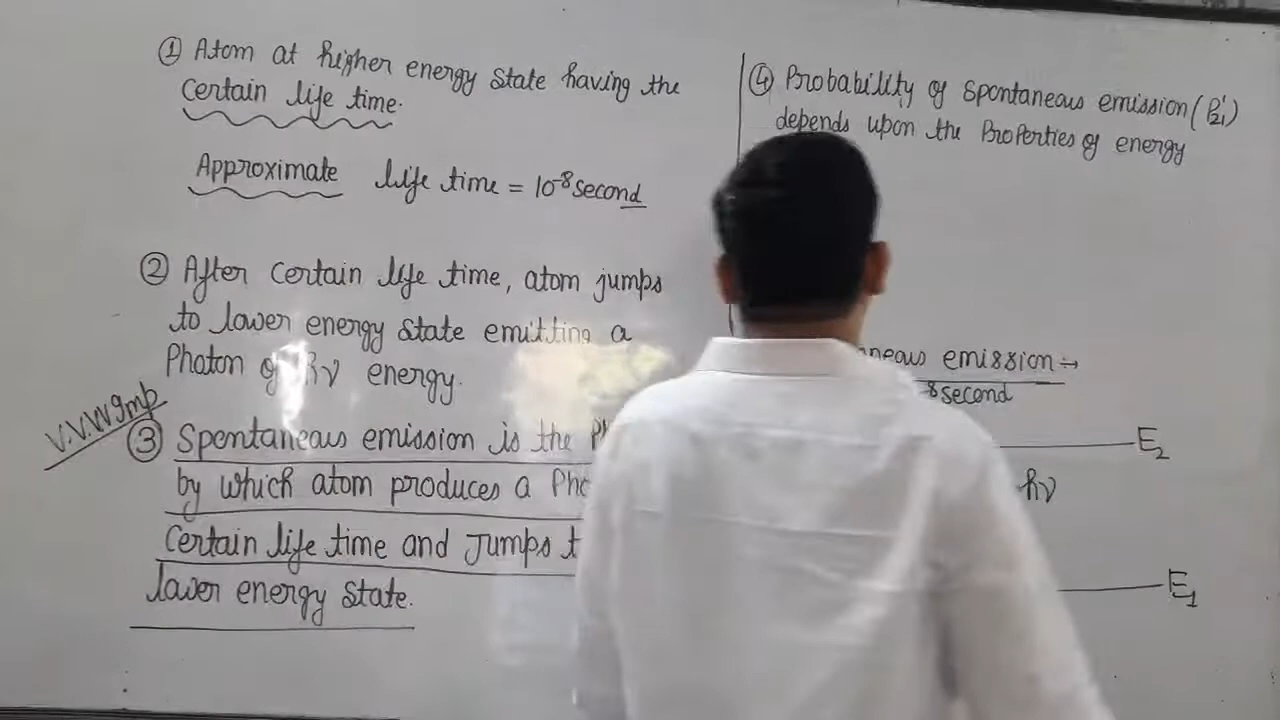 ① Atom at higher energy state having the
certain life time.
Approximate life time = 10⁻⁸ second
② After certain life time, atom jumps
to lower energy state emitting a
Photon of hν energy.
V.V.V Imp
③ Spontaneous emission is the
by which atom produces a
certain life time and Jumps
lower energy state.
④ Probability of spontaneous emission (P'₂₁)
depends upon the Properties of energy
emission →
second
E₂
hν
E₁